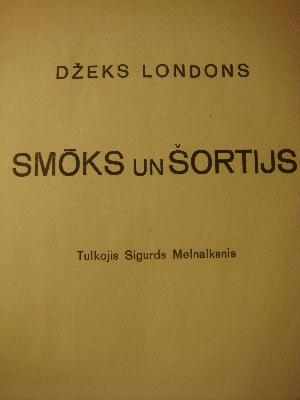 DŽEKS LONDONS
SMŌKS UN ŠORTIJS
Tulkojis Sigurds Melnalksnis